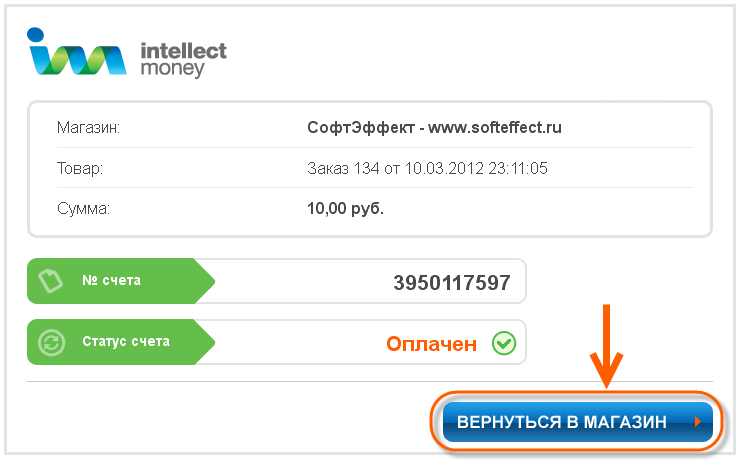 im intellect
money
Магазин: СофтЭффект - www.softeffect.ru
Товар: Заказ 134 от 10.03.2012 23:11:05
Сумма: 10,00 руб.
№ счета 3950117597
Статус счета Оплачен
ВЕРНУТЬСЯ В МАГАЗИН